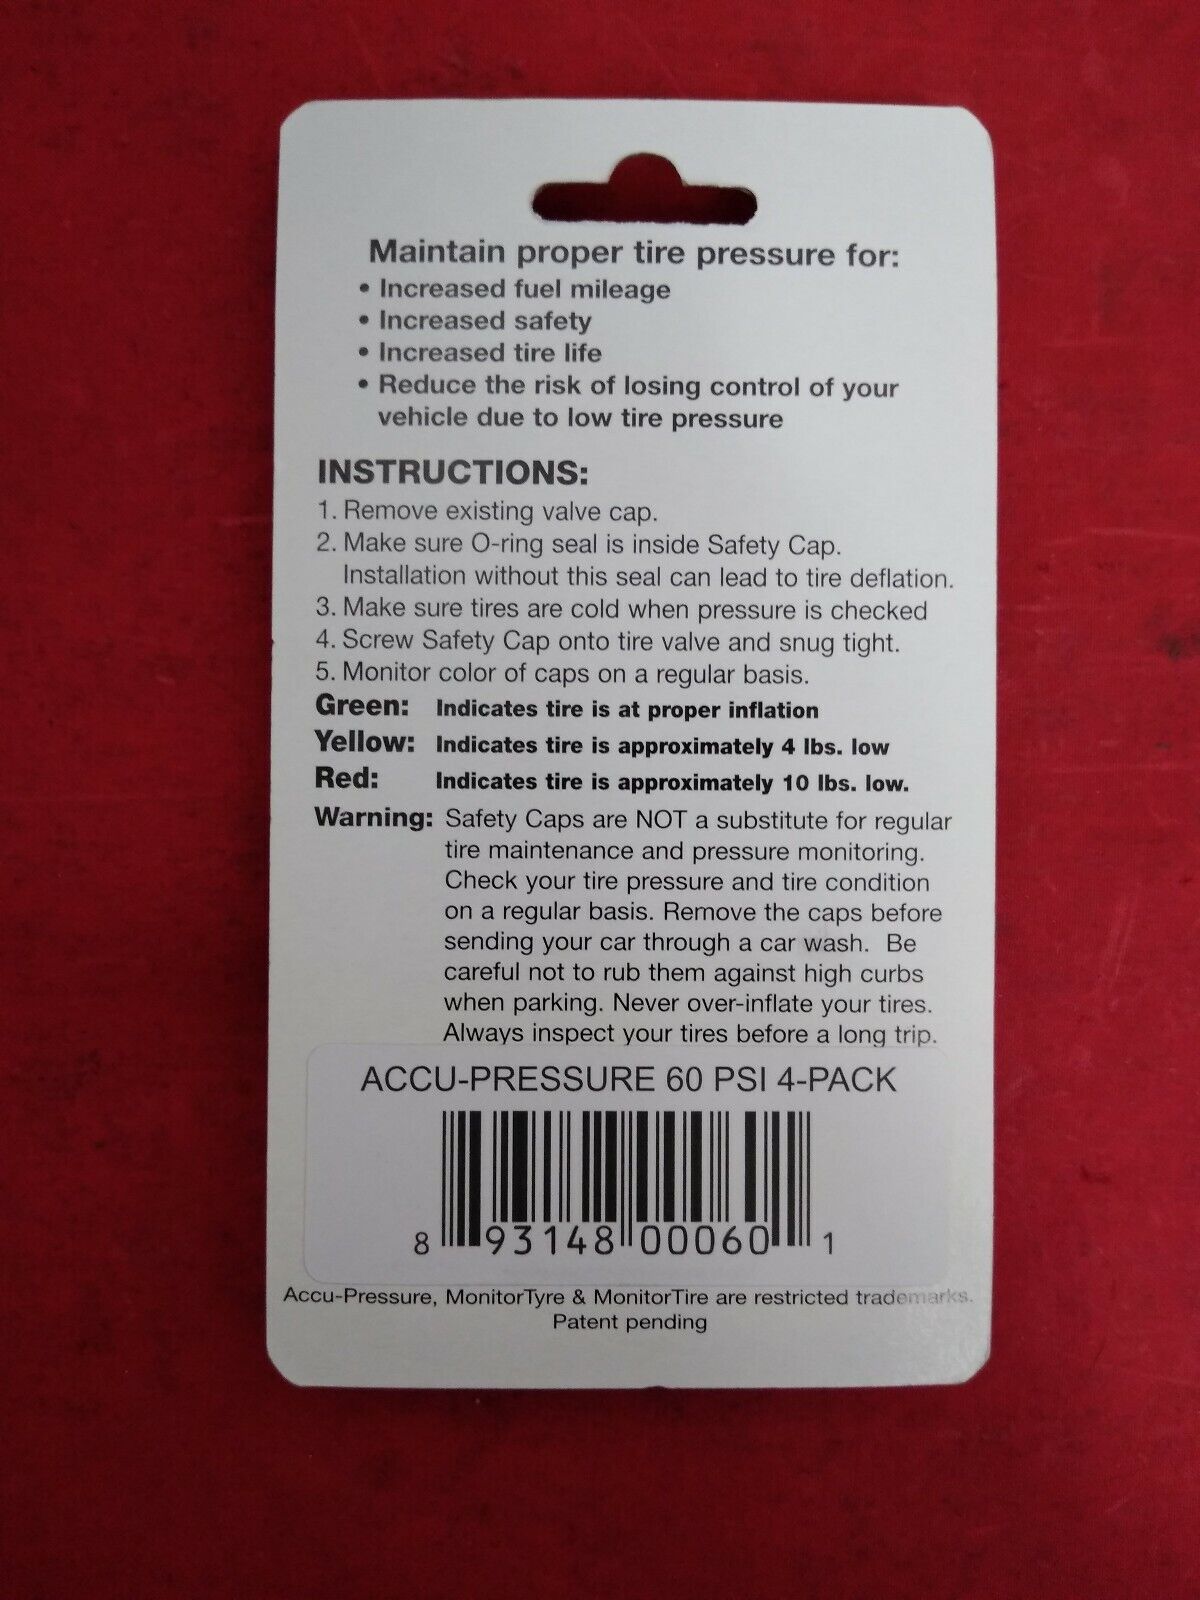 Maintain proper tire pressure for:
• Increased fuel mileage
• Increased safety
• Increased tire life
• Reduce the risk of losing control of your
vehicle due to low tire pressure
INSTRUCTIONS:
1. Remove existing valve cap.
2. Make sure O-ring seal is inside Safety Cap.
Installation without this seal can lead to tire deflation.
3. Make sure tires are cold when pressure is checked
4. Screw Safety Cap onto tire valve and snug tight.
5. Monitor color of caps on a regular basis.
Green: Indicates tire is at proper inflation
Yellow: Indicates tire is approximately 4 lbs. low
Red: Indicates tire is approximately 10 lbs. low.
Warning: Safety Caps are NOT a substitute for regular
tire maintenance and pressure monitoring.
Check your tire pressure and tire condition
on a regular basis. Remove the caps before
sending your car through a car wash. Be
careful not to rub them against high curbs
when parking. Never over-inflate your tires.
Always inspect your tires before a long trip.
ACCU-PRESSURE 60 PSI 4-PACK
8 93148 00060 1
Accu-Pressure, MonitorTyre & MonitorTire are restricted trademarks.
Patent pending